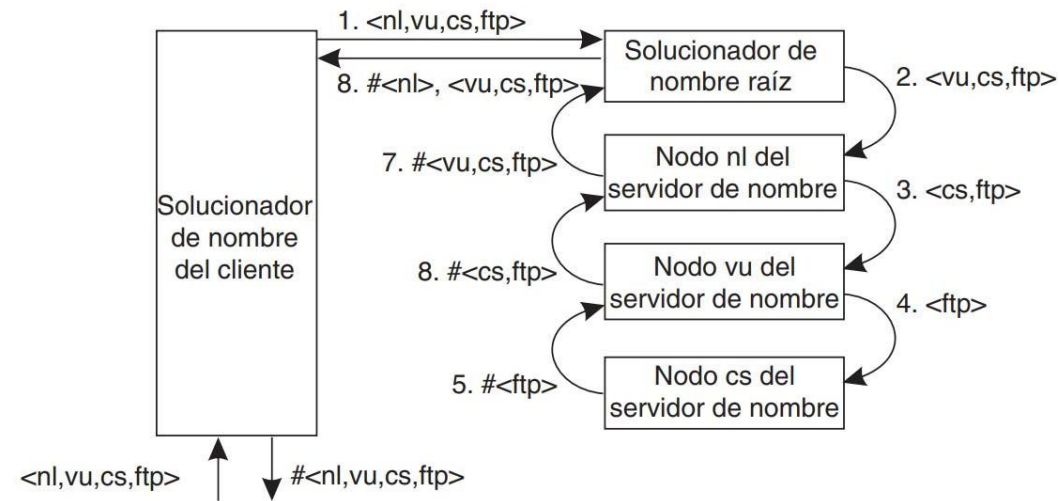 1. <nl,vu,cs,ftp>
8. #<nl>, <vu,cs,ftp>
Solucionador de
nombre raíz
2. <vu,cs,ftp>
7. #<vu,cs,ftp>
Nodo nl del
servidor de nombre
3. <cs,ftp>
Solucionador
de nombre
del cliente
8. #<cs,ftp>
Nodo vu del
servidor de nombre
4. <ftp>
5. #<ftp>
Nodo cs del
servidor de nombre
<nl,vu,cs,ftp>
#<nl,vu,cs,ftp>